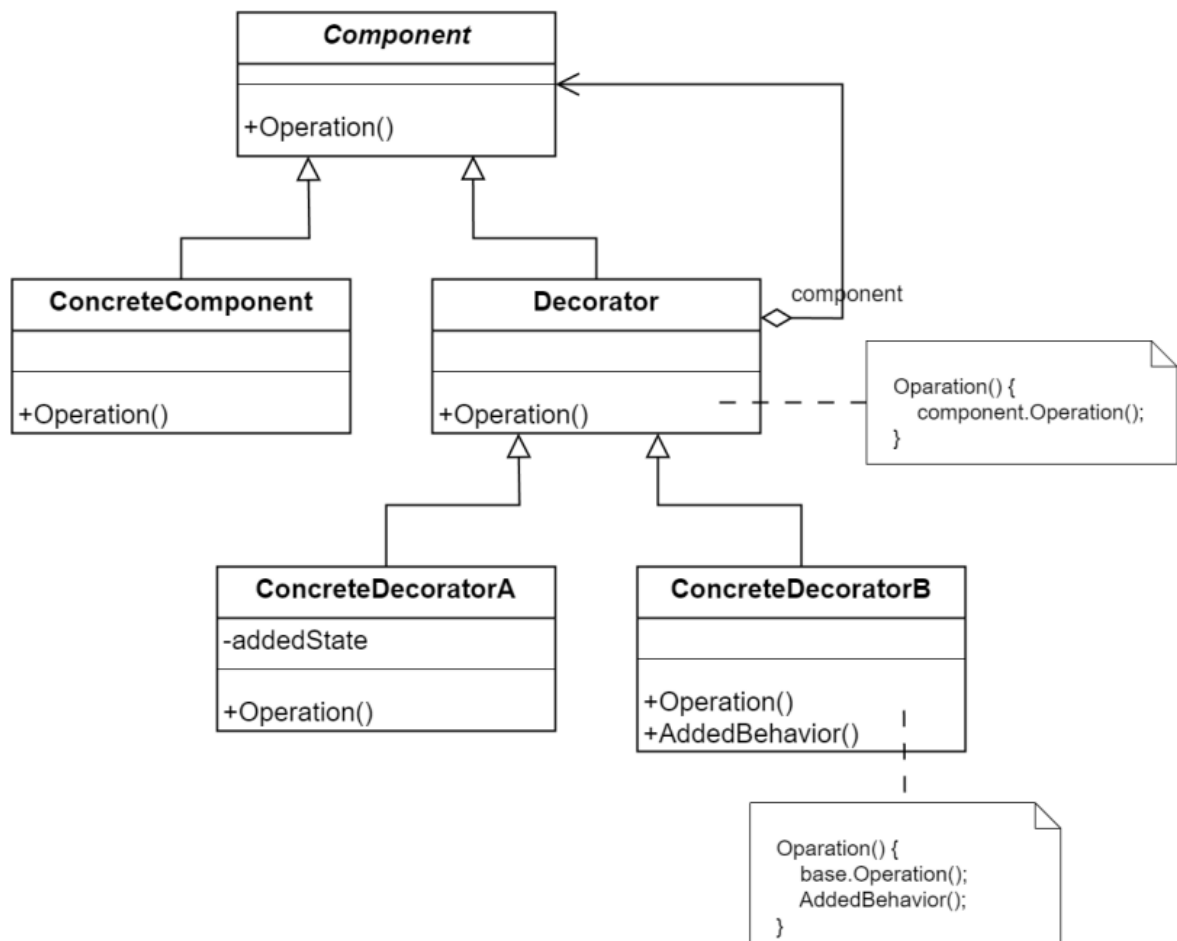 Component
+Operation()
ConcreteComponent
+Operation()
Decorator
+Operation()
component
Oparation() {
component.Operation();
}
ConcreteDecoratorA
-addedState
+Operation()
ConcreteDecoratorB
+Operation()
+AddedBehavior()
Oparation() {
base.Operation();
AddedBehavior();
}